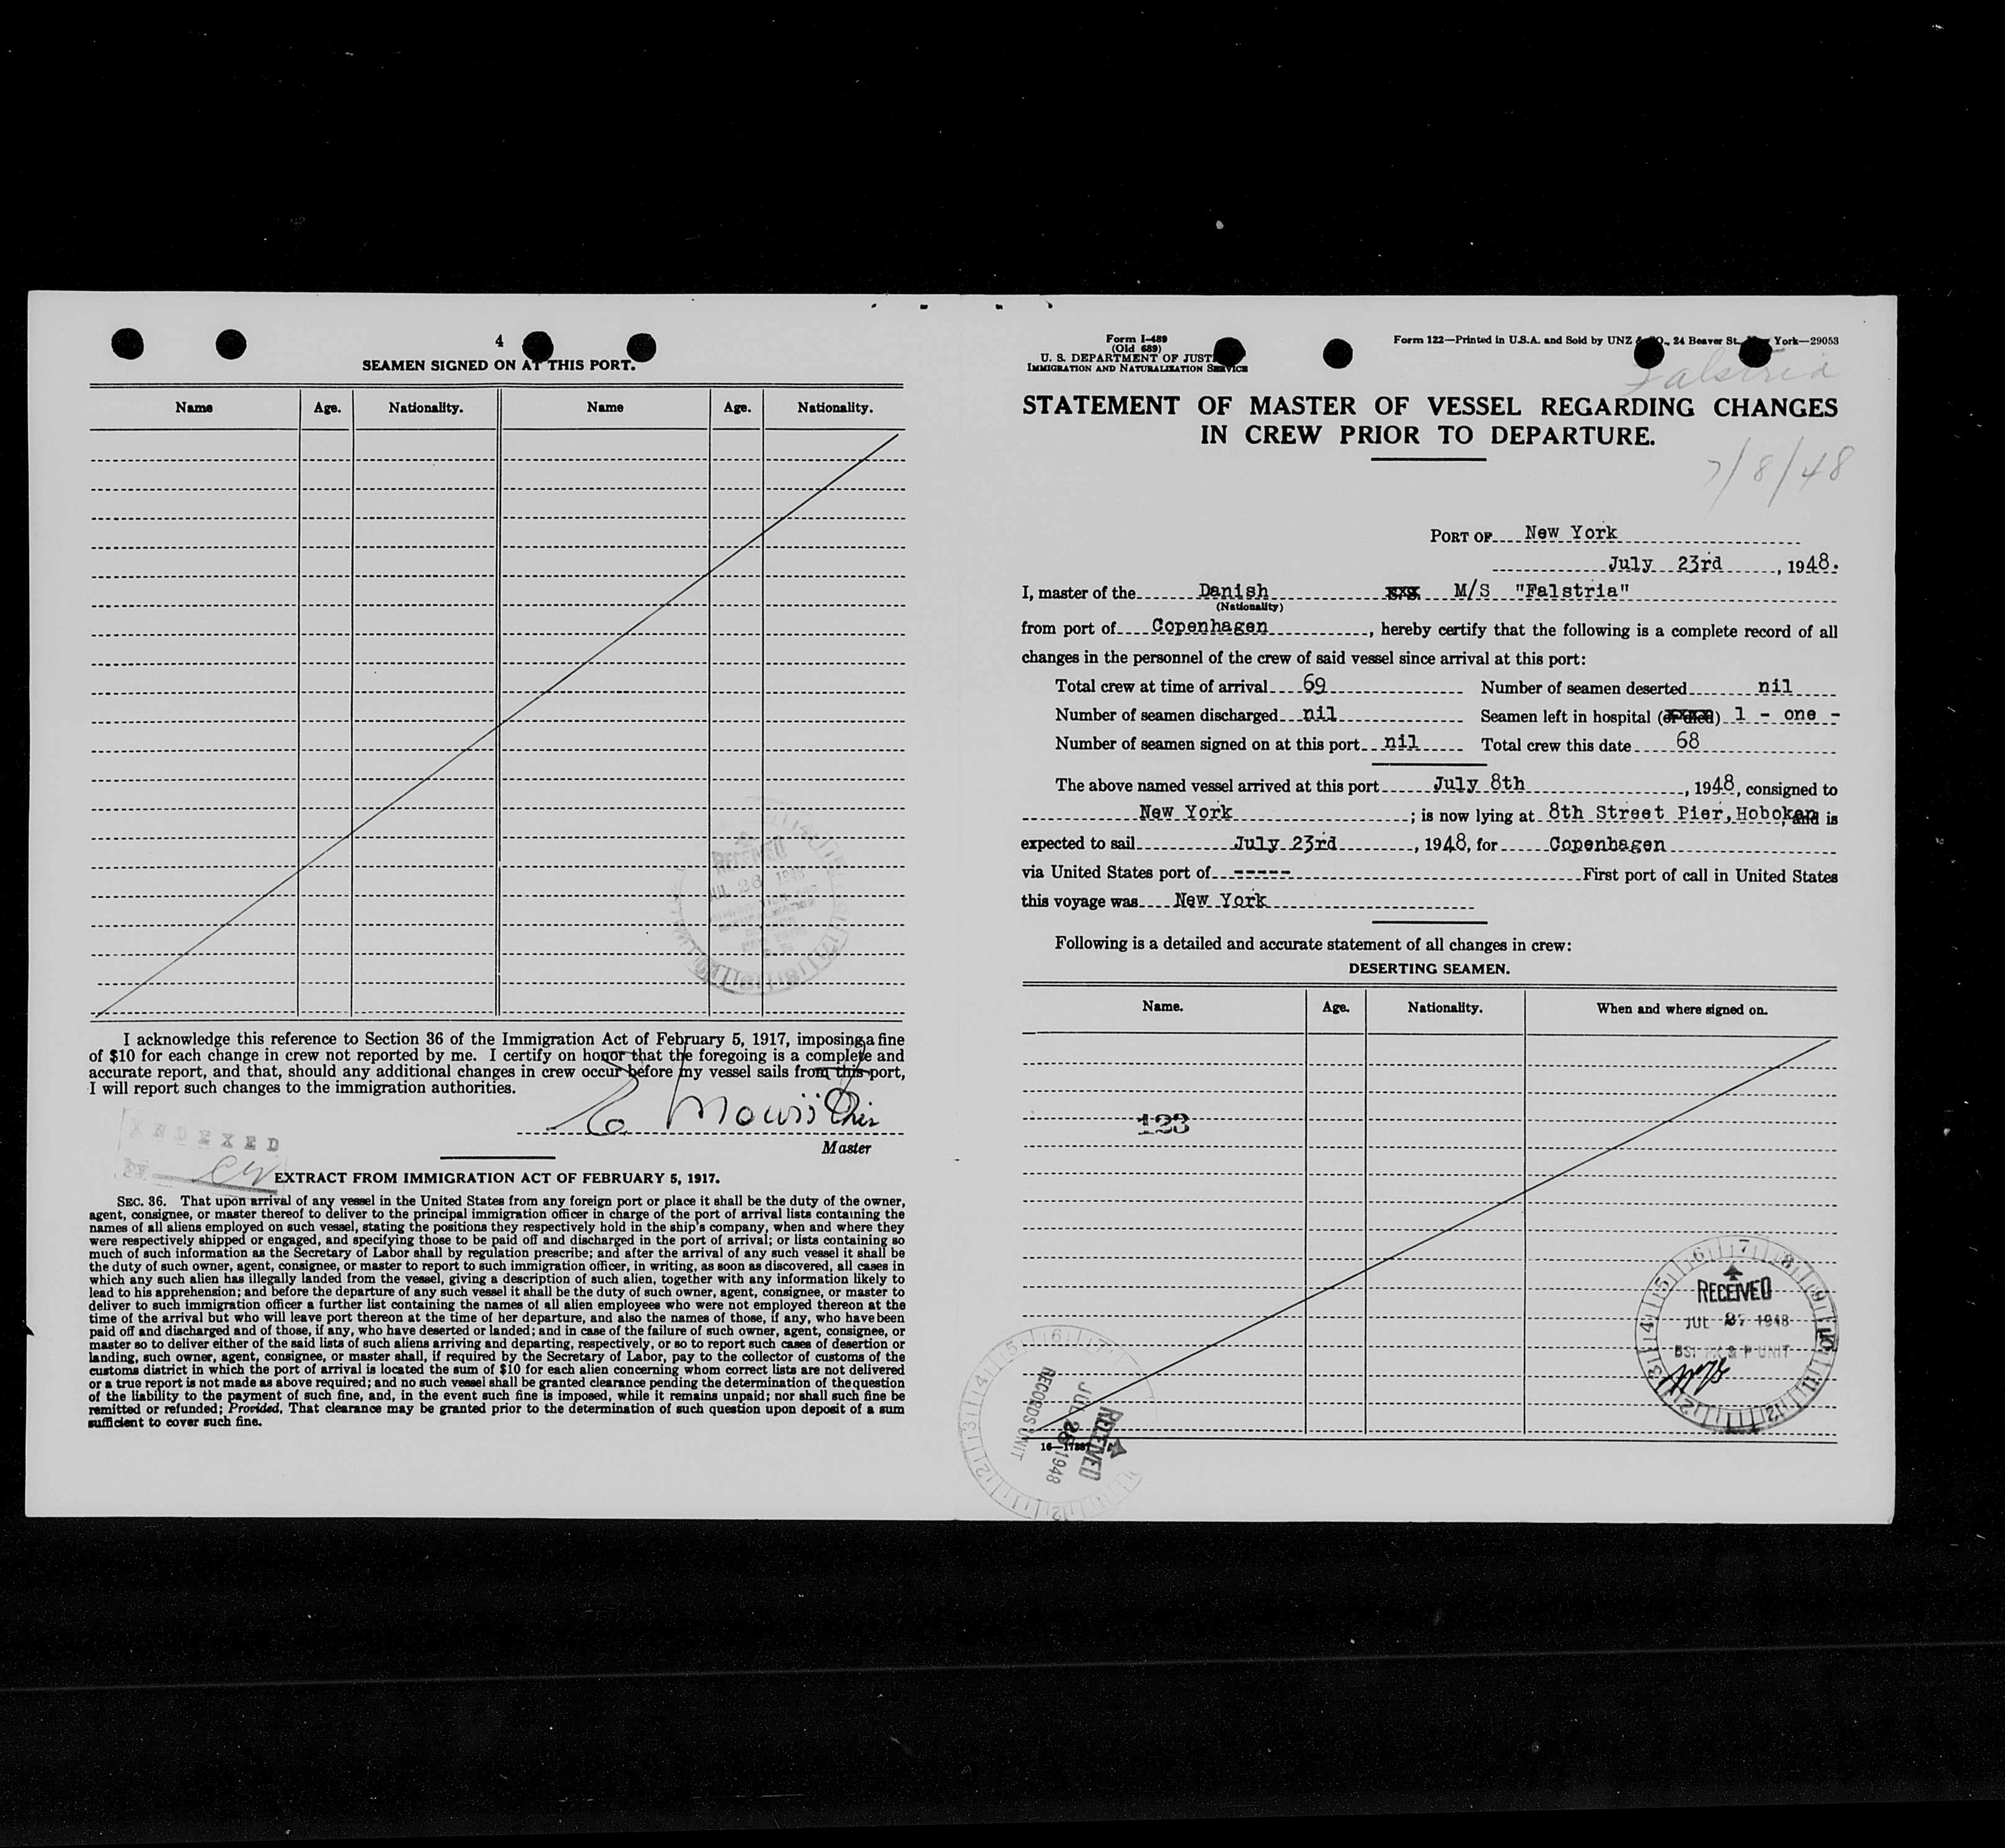 4
SEAMEN SIGNED ON AT THIS PORT.
Name Age. Nationality. Name Age. Nationality.
RECEIVED
JUL 26 1948
I acknowledge this reference to Section 36 of the Immigration Act of February 5, 1917, imposing a fine
of $10 for each change in crew not reported by me. I certify on honor that the foregoing is a complete and
accurate report, and that, should any additional changes in crew occur before my vessel sails from this port,
I will report such changes to the immigration authorities.
Master
INDEXED
BY
EXTRACT FROM IMMIGRATION ACT OF FEBRUARY 5, 1917.
SEC. 36. That upon arrival of any vessel in the United States from any foreign port or place it shall be the duty of the owner,
agent, consignee, or master thereof to deliver to the principal immigration officer in charge of the port of arrival lists containing the
names of all aliens employed on such vessel, stating the positions they respectively hold in the ship's company, when and where they
were respectively shipped or engaged, and specifying those to be paid off and discharged in the port of arrival; or lists containing so
much of such information as the Secretary of Labor shall by regulation prescribe; and after the arrival of any such vessel it shall be
the duty of such owner, agent, consignee, or master to report to such immigration officer, in writing, as soon as discovered, all cases in
which any such alien has illegally landed from the vessel, giving a description of such alien, together with any information likely to
lead to his apprehension; and before the departure of any such vessel it shall be the duty of such owner, agent, consignee, or master to
deliver to such immigration officer a further list containing the names of all alien employees who were not employed thereon at the
time of the arrival but who will leave port thereon at the time of her departure, and also the names of those, if any, who have been
paid off and discharged and of those, if any, who have deserted or landed; and in case of the failure of such owner, agent, consignee, or
master so to deliver either of the said lists of such aliens arriving and departing, respectively, or so to report such cases of desertion or
landing, such owner, agent, consignee, or master shall, if required by the Secretary of Labor, pay to the collector of customs of the
customs district in which the port of arrival is located the sum of $10 for each alien concerning whom correct lists are not delivered
or a true report is not made as above required; and no such vessel shall be granted clearance pending the determination of the question
of the liability to the payment of such fine, and, in the event such fine is imposed, while it remains unpaid; nor shall such fine be
remitted or refunded; Provided, That clearance may be granted prior to the determination of such question upon deposit of a sum
sufficient to cover such fine.
Form I-489
(Old 689)
U. S. DEPARTMENT OF JUST
IMMIGRATION AND NATURALIZATION SERVICE
Form 122—Printed in U.S.A. and Sold by UNZ & CO., 24 Beaver St., New York—29053
Falstria
STATEMENT OF MASTER OF VESSEL REGARDING CHANGES
IN CREW PRIOR TO DEPARTURE.
7/8/48
PORT OF New York
July 23rd, 1948.
I, master of the Danish xxx M/S "Falstria"
(Nationality)
from port of Copenhagen, hereby certify that the following is a complete record of all
changes in the personnel of the crew of said vessel since arrival at this port:
Total crew at time of arrival 69 Number of seamen deserted nil
Number of seamen discharged nil Seamen left in hospital (or died) 1 - one -
Number of seamen signed on at this port nil Total crew this date 68
The above named vessel arrived at this port July 8th, 1948, consigned to
New York; is now lying at 8th Street Pier, Hoboken, and is
expected to sail July 23rd, 1948, for Copenhagen
via United States port of ----- First port of call in United States
this voyage was New York
Following is a detailed and accurate statement of all changes in crew:
DESERTING SEAMEN.
Name. Age. Nationality. When and where signed on.
123
6 7 8 9 10 11 12 3 4 5
RECEIVED
JUL 27 1948
BSI & P UNIT
RECEIVED
JUL 28 1948
RECORDS UNIT
16—17887